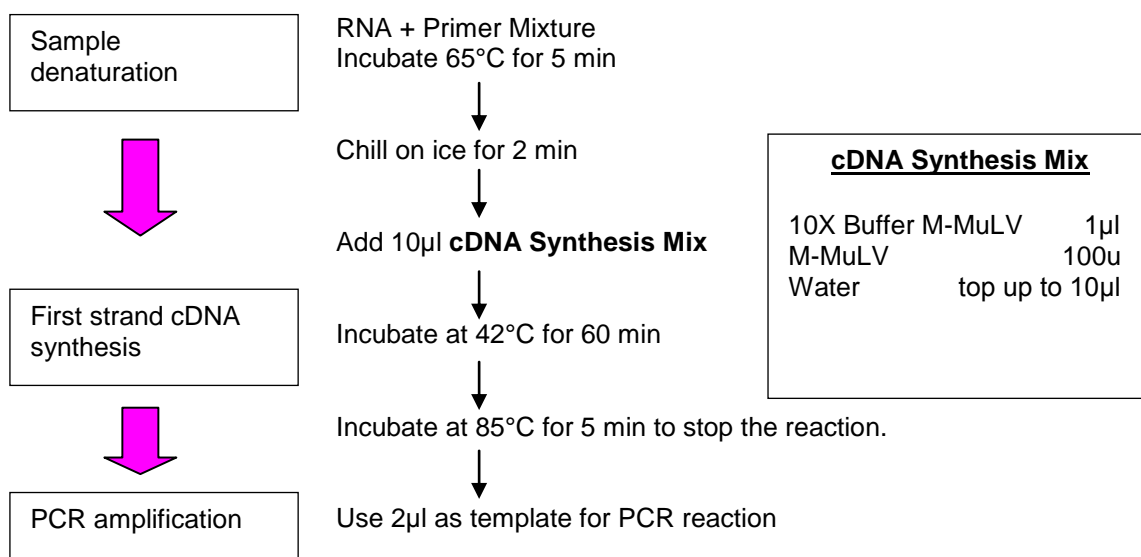 Sample
denaturation
RNA + Primer Mixture
Incubate 65°C for 5 min
Chill on ice for 2 min
Add 10µl cDNA Synthesis Mix
First strand cDNA
synthesis
Incubate at 42°C for 60 min
Incubate at 85°C for 5 min to stop the reaction.
PCR amplification
Use 2µl as template for PCR reaction
cDNA Synthesis Mix
10X Buffer M-MuLV 1µl
M-MuLV 100u
Water top up to 10µl